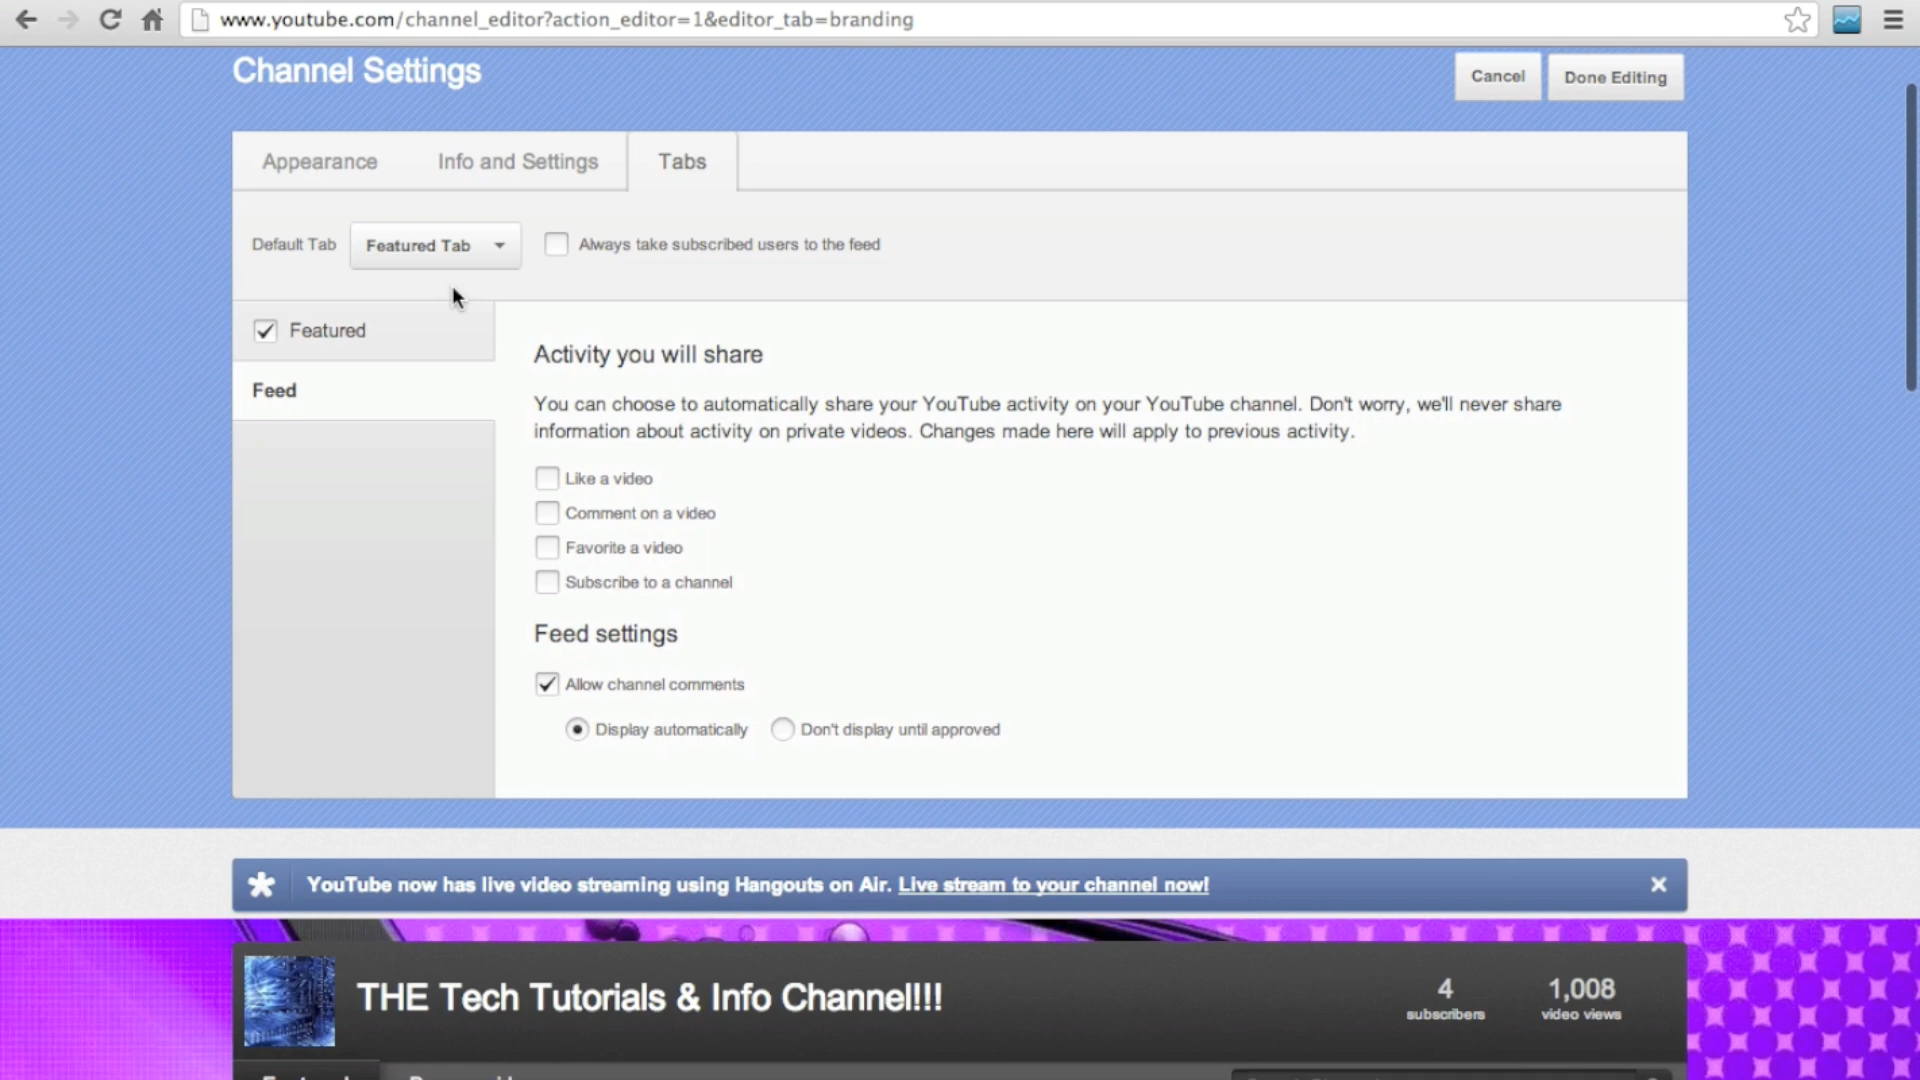 www.youtube.com/channel_editor?action_editor=1&editor_tab=branding
Channel Settings
Cancel
Done Editing
Appearance
Info and Settings
Tabs
Default Tab
Featured Tab
Always take subscribed users to the feed
Featured
Feed
Activity you will share
You can choose to automatically share your YouTube activity on your YouTube channel. Don't worry, we'll never share
information about activity on private videos. Changes made here will apply to previous activity.
Like a video
Comment on a video
Favorite a video
Subscribe to a channel
Feed settings
Allow channel comments
Display automatically
Don't display until approved
YouTube now has live video streaming using Hangouts on Air. Live stream to your channel now!
THE Tech Tutorials & Info Channel!!!
4
subscribers
1,008
video views